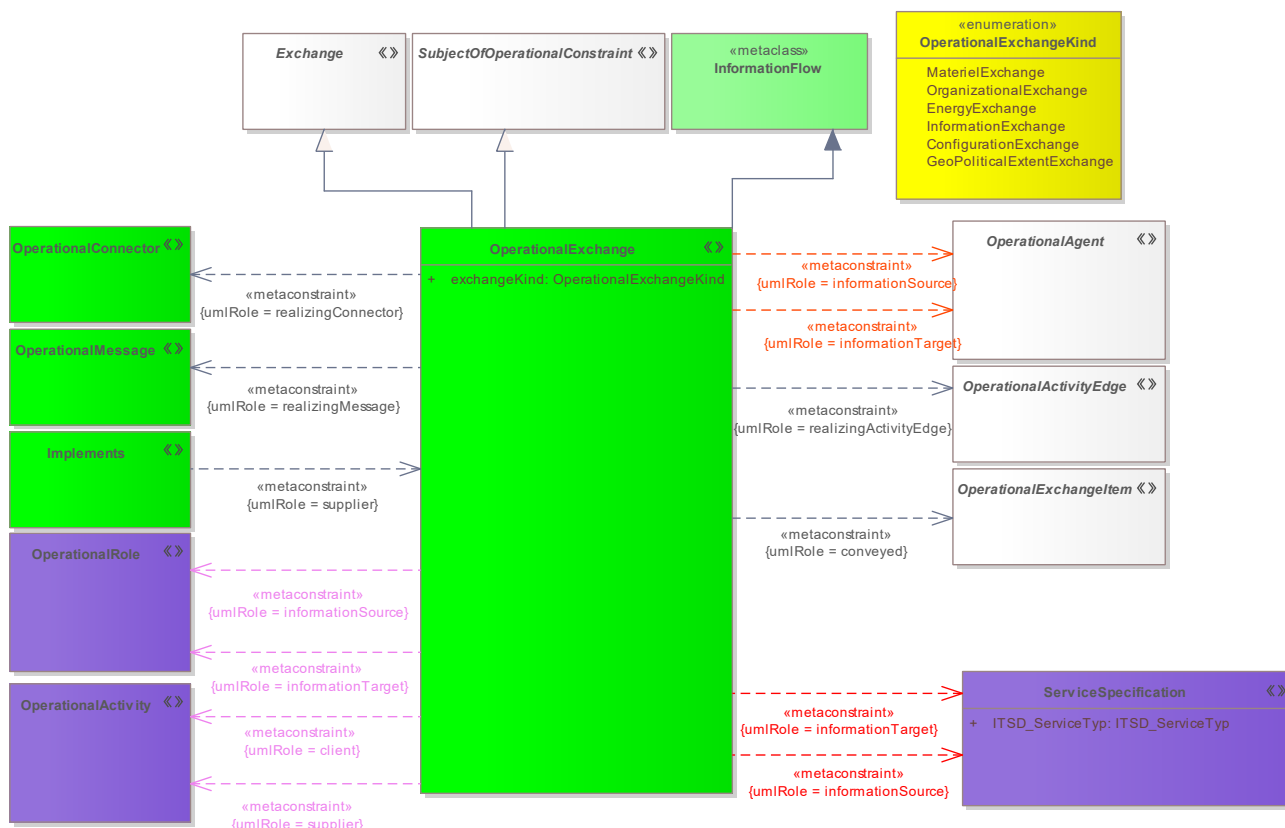 Exchange «»
SubjectOfOperationalConstraint «»
«metaclass»
InformationFlow
«enumeration»
OperationalExchangeKind
MaterielExchange
OrganizationalExchange
EnergyExchange
InformationExchange
ConfigurationExchange
GeoPoliticalExtentExchange
OperationalConnector «»
«metaconstraint»
{umlRole = realizingConnector}
OperationalMessage «»
«metaconstraint»
{umlRole = realizingMessage}
Implements «»
«metaconstraint»
{umlRole = supplier}
OperationalRole «»
«metaconstraint»
{umlRole = informationSource}
«metaconstraint»
{umlRole = informationTarget}
OperationalActivity «»
«metaconstraint»
{umlRole = client}
«metaconstraint»
{umlRole = supplier}
OperationalExchange «»
+ exchangeKind: OperationalExchangeKind
OperationalAgent «»
«metaconstraint»
{umlRole = informationSource}
«metaconstraint»
{umlRole = informationTarget}
OperationalActivityEdge «»
«metaconstraint»
{umlRole = realizingActivityEdge}
OperationalExchangeItem «»
«metaconstraint»
{umlRole = conveyed}
ServiceSpecification «»
+ ITSD_ServiceTyp: ITSD_ServiceTyp
«metaconstraint»
{umlRole = informationTarget}
«metaconstraint»
{umlRole = informationSource}